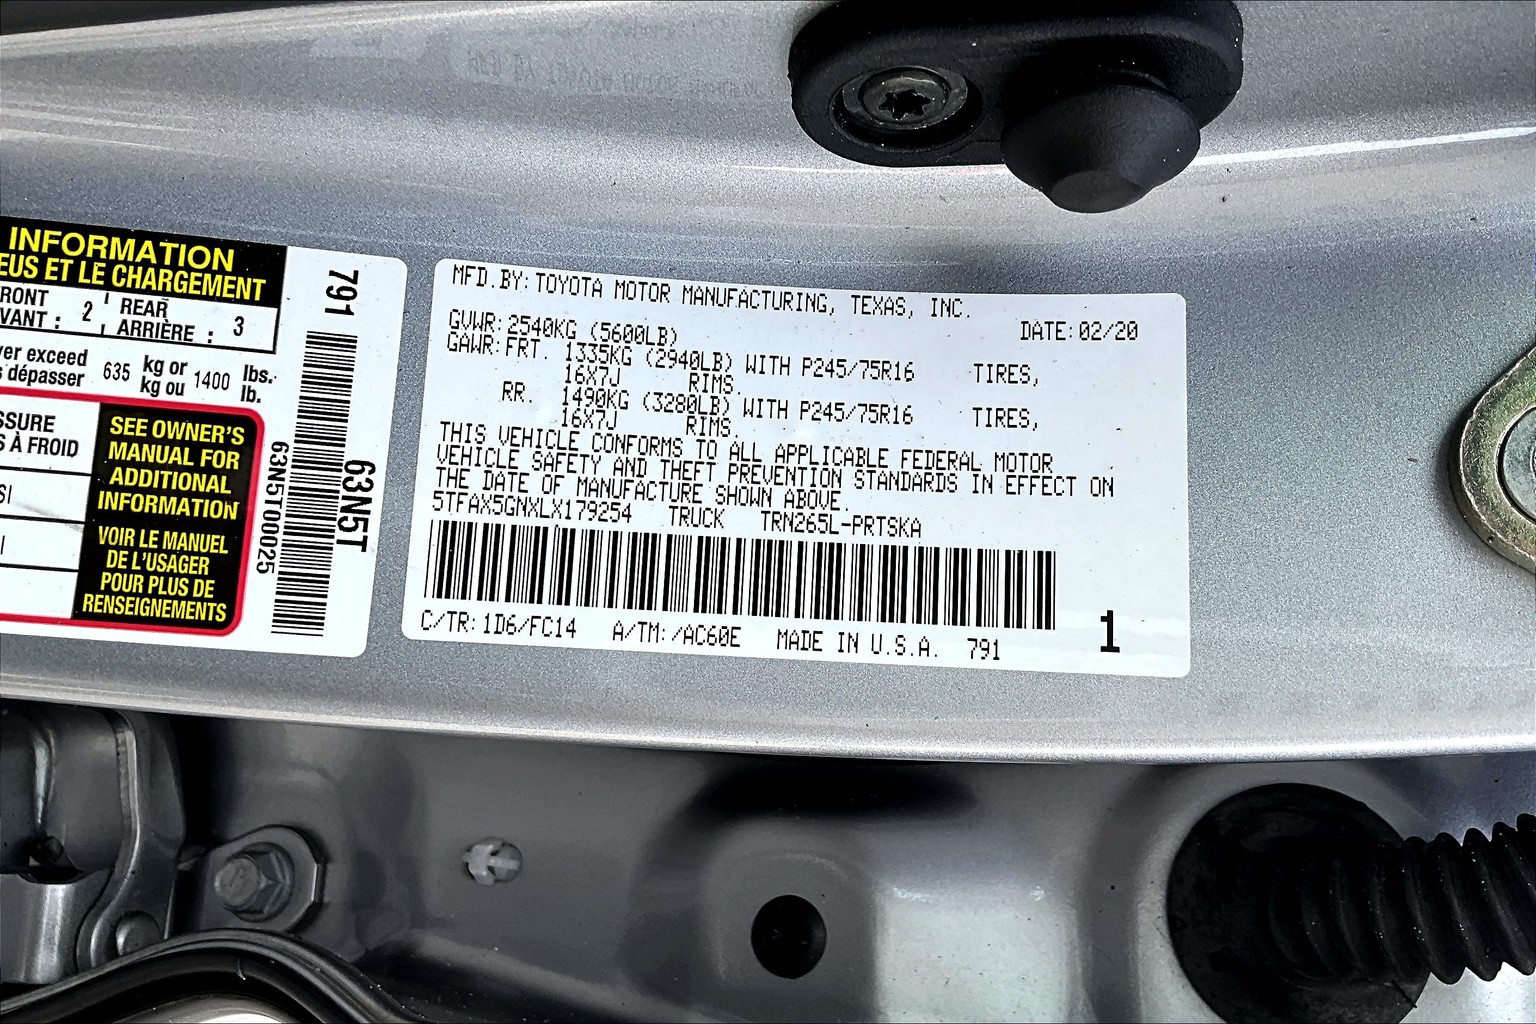 INFORMATION
EUS ET LE CHARGEMENT
RONT 2 REAR 3
VANT : ARRIÈRE :
ver exceed 635 kg or 1400 lbs.
s dépasser kg ou lb.
SSURE
S À FROID
SI
I
SEE OWNER'S
MANUAL FOR
ADDITIONAL
INFORMATION
VOIR LE MANUEL
DE L'USAGER
POUR PLUS DE
RENSEIGNEMENTS
791
63N5T00025
63N5T
MFD.BY:TOYOTA MOTOR MANUFACTURING, TEXAS, INC.
DATE:02/20
GVWR:2540KG (5600LB)
GAWR:FRT. 1335KG (2940LB) WITH P245/75R16 TIRES,
16X7J RIMS.
RR. 1490KG (3280LB) WITH P245/75R16 TIRES,
16X7J RIMS.
THIS VEHICLE CONFORMS TO ALL APPLICABLE FEDERAL MOTOR
VEHICLE SAFETY AND THEFT PREVENTION STANDARDS IN EFFECT ON
THE DATE OF MANUFACTURE SHOWN ABOVE.
5TFAX5GNXLX179254 TRUCK TRN265L-PRTSKA
C/TR:1D6/FC14 A/TM:/AC60E MADE IN U.S.A. 791
1